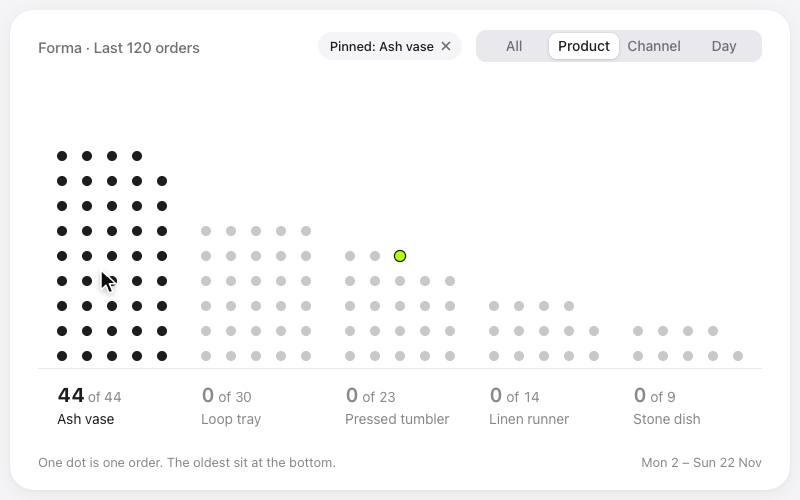 Forma · Last 120 orders
Pinned: Ash vase ✕
All Product Channel Day
44 of 44 0 of 30 0 of 23 0 of 14 0 of 9
Ash vase Loop tray Pressed tumbler Linen runner Stone dish
One dot is one order. The oldest sit at the bottom. Mon 2 – Sun 22 Nov